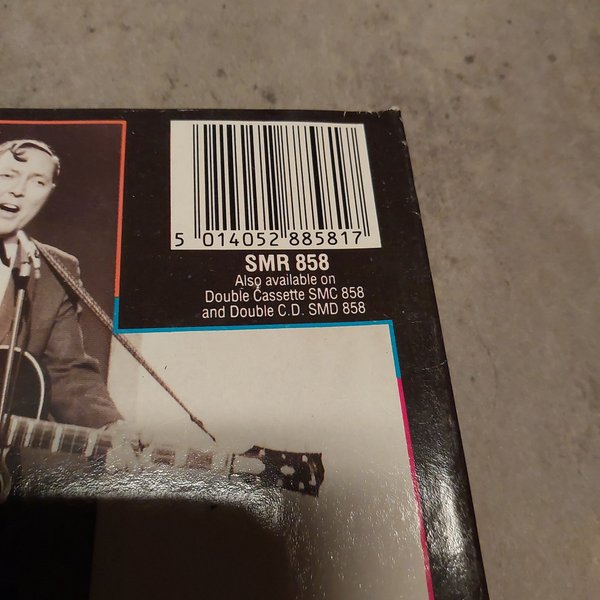 5 014052 885817
SMR 858
Also available on
Double Cassette SMC 858
and Double C.D. SMD 858